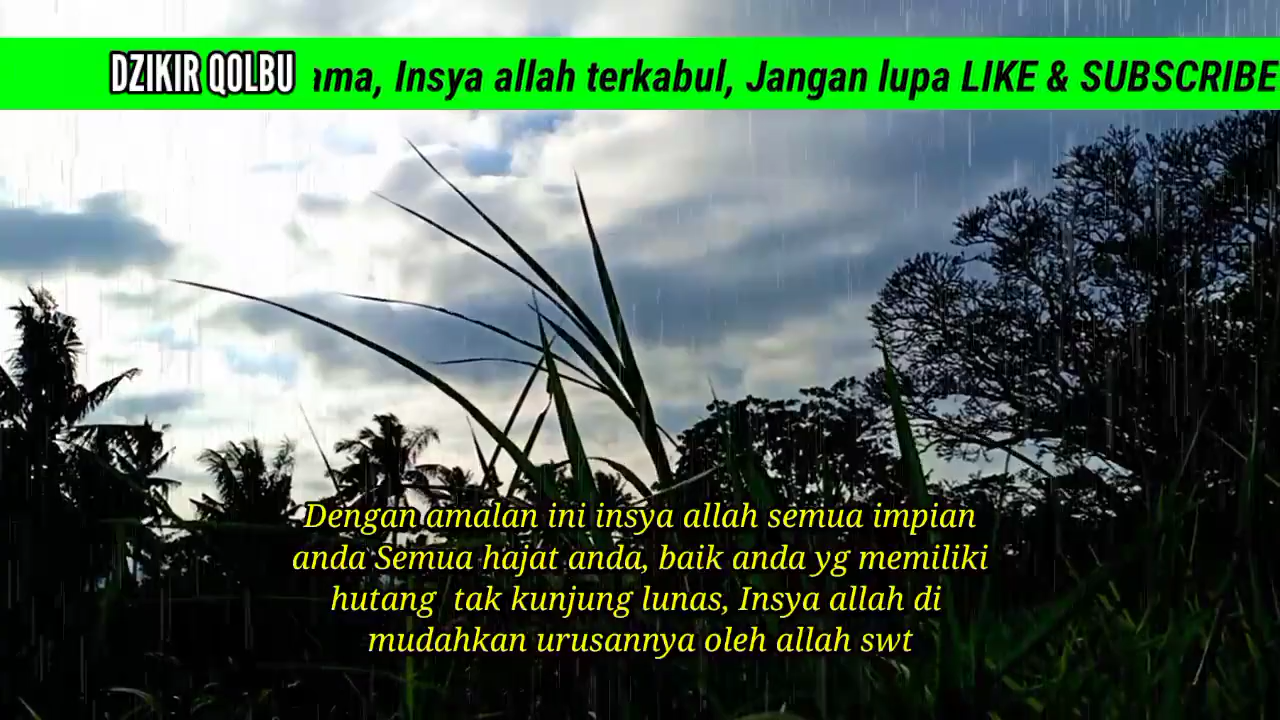 DZIKIR QOLBU
ama, Insya allah terkabul, Jangan lupa LIKE & SUBSCRIBE
Dengan amalan ini insya allah semua impian
anda Semua hajat anda, baik anda yg memiliki
hutang tak kunjung lunas, Insya allah di
mudahkan urusannya oleh allah swt